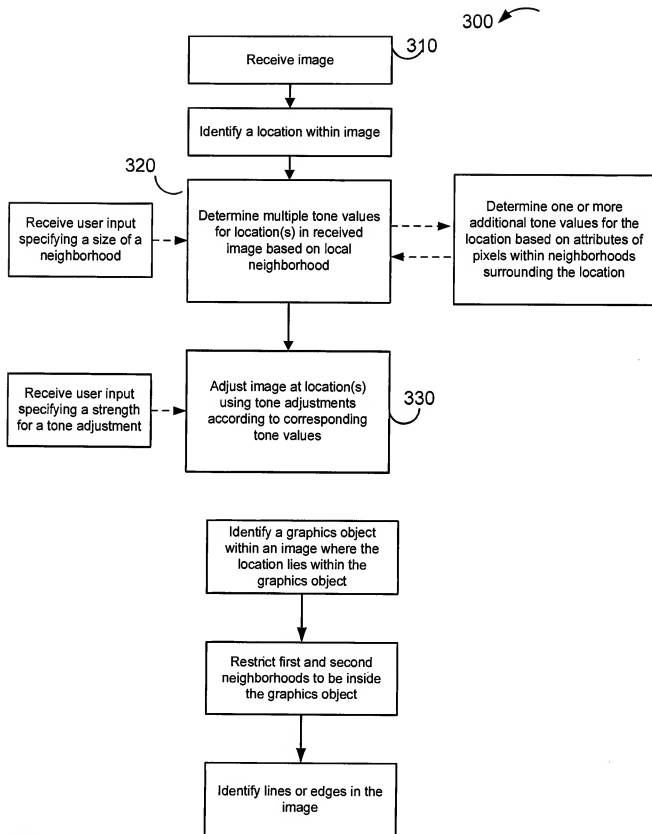 300
310
Receive image
Identify a location within image
320
Receive user input
specifying a size of a
neighborhood
Determine multiple tone values
for location(s) in received
image based on local
neighborhood
Determine one or more
additional tone values for the
location based on attributes of
pixels within neighborhoods
surrounding the location
Receive user input
specifying a strength
for a tone adjustment
Adjust image at location(s)
using tone adjustments
according to corresponding
tone values
330
Identify a graphics object
within an image where the
location lies within the
graphics object
Restrict first and second
neighborhoods to be inside
the graphics object
Identify lines or edges in the
image